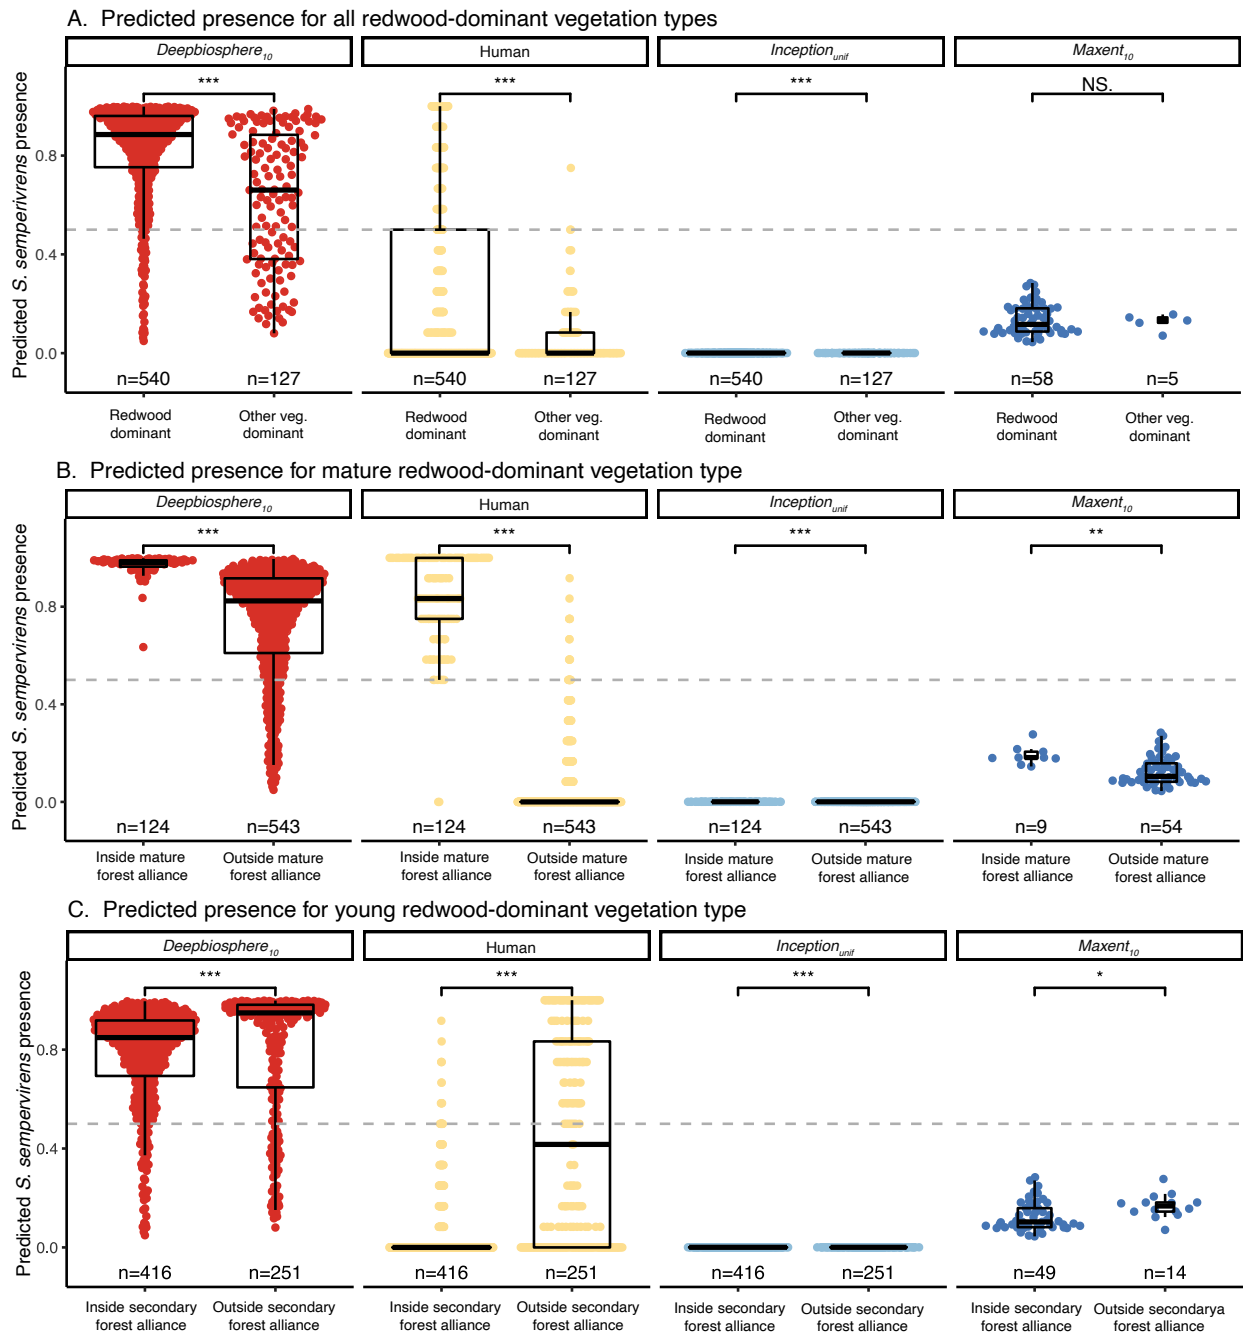 A. Predicted presence for all redwood-dominant vegetation types
Deepbiosphere10 Human Inceptionunif Maxent10
*** *** *** NS.
Predicted S. semperivrens presence
0.8
0.4
0.0
n=540 n=127 n=540 n=127 n=540 n=127 n=58 n=5
Redwood Other veg. Redwood Other veg. Redwood Other veg. Redwood Other veg.
dominant dominant dominant dominant dominant dominant dominant dominant
B. Predicted presence for mature redwood-dominant vegetation type
Deepbiosphere10 Human Inceptionunif Maxent10
*** *** *** **
Predicted S. sempervirens presence
0.8
0.4
0.0
n=124 n=543 n=124 n=543 n=124 n=543 n=9 n=54
Inside mature Outside mature Inside mature Outside mature Inside mature Outside mature Inside mature Outside mature
forest alliance forest alliance forest alliance forest alliance forest alliance forest alliance forest alliance forest alliance
C. Predicted presence for young redwood-dominant vegetation type
Deepbiosphere10 Human Inceptionunif Maxent10
*** *** *** *
Predicted S. sempervirens presence
0.8
0.4
0.0
n=416 n=251 n=416 n=251 n=416 n=251 n=49 n=14
Inside secondary Outside secondary Inside secondary Outside secondary Inside secondary Outside secondary Inside secondary Outside secondarya
forest alliance forest alliance forest alliance forest alliance forest alliance forest alliance forest alliance forest alliance